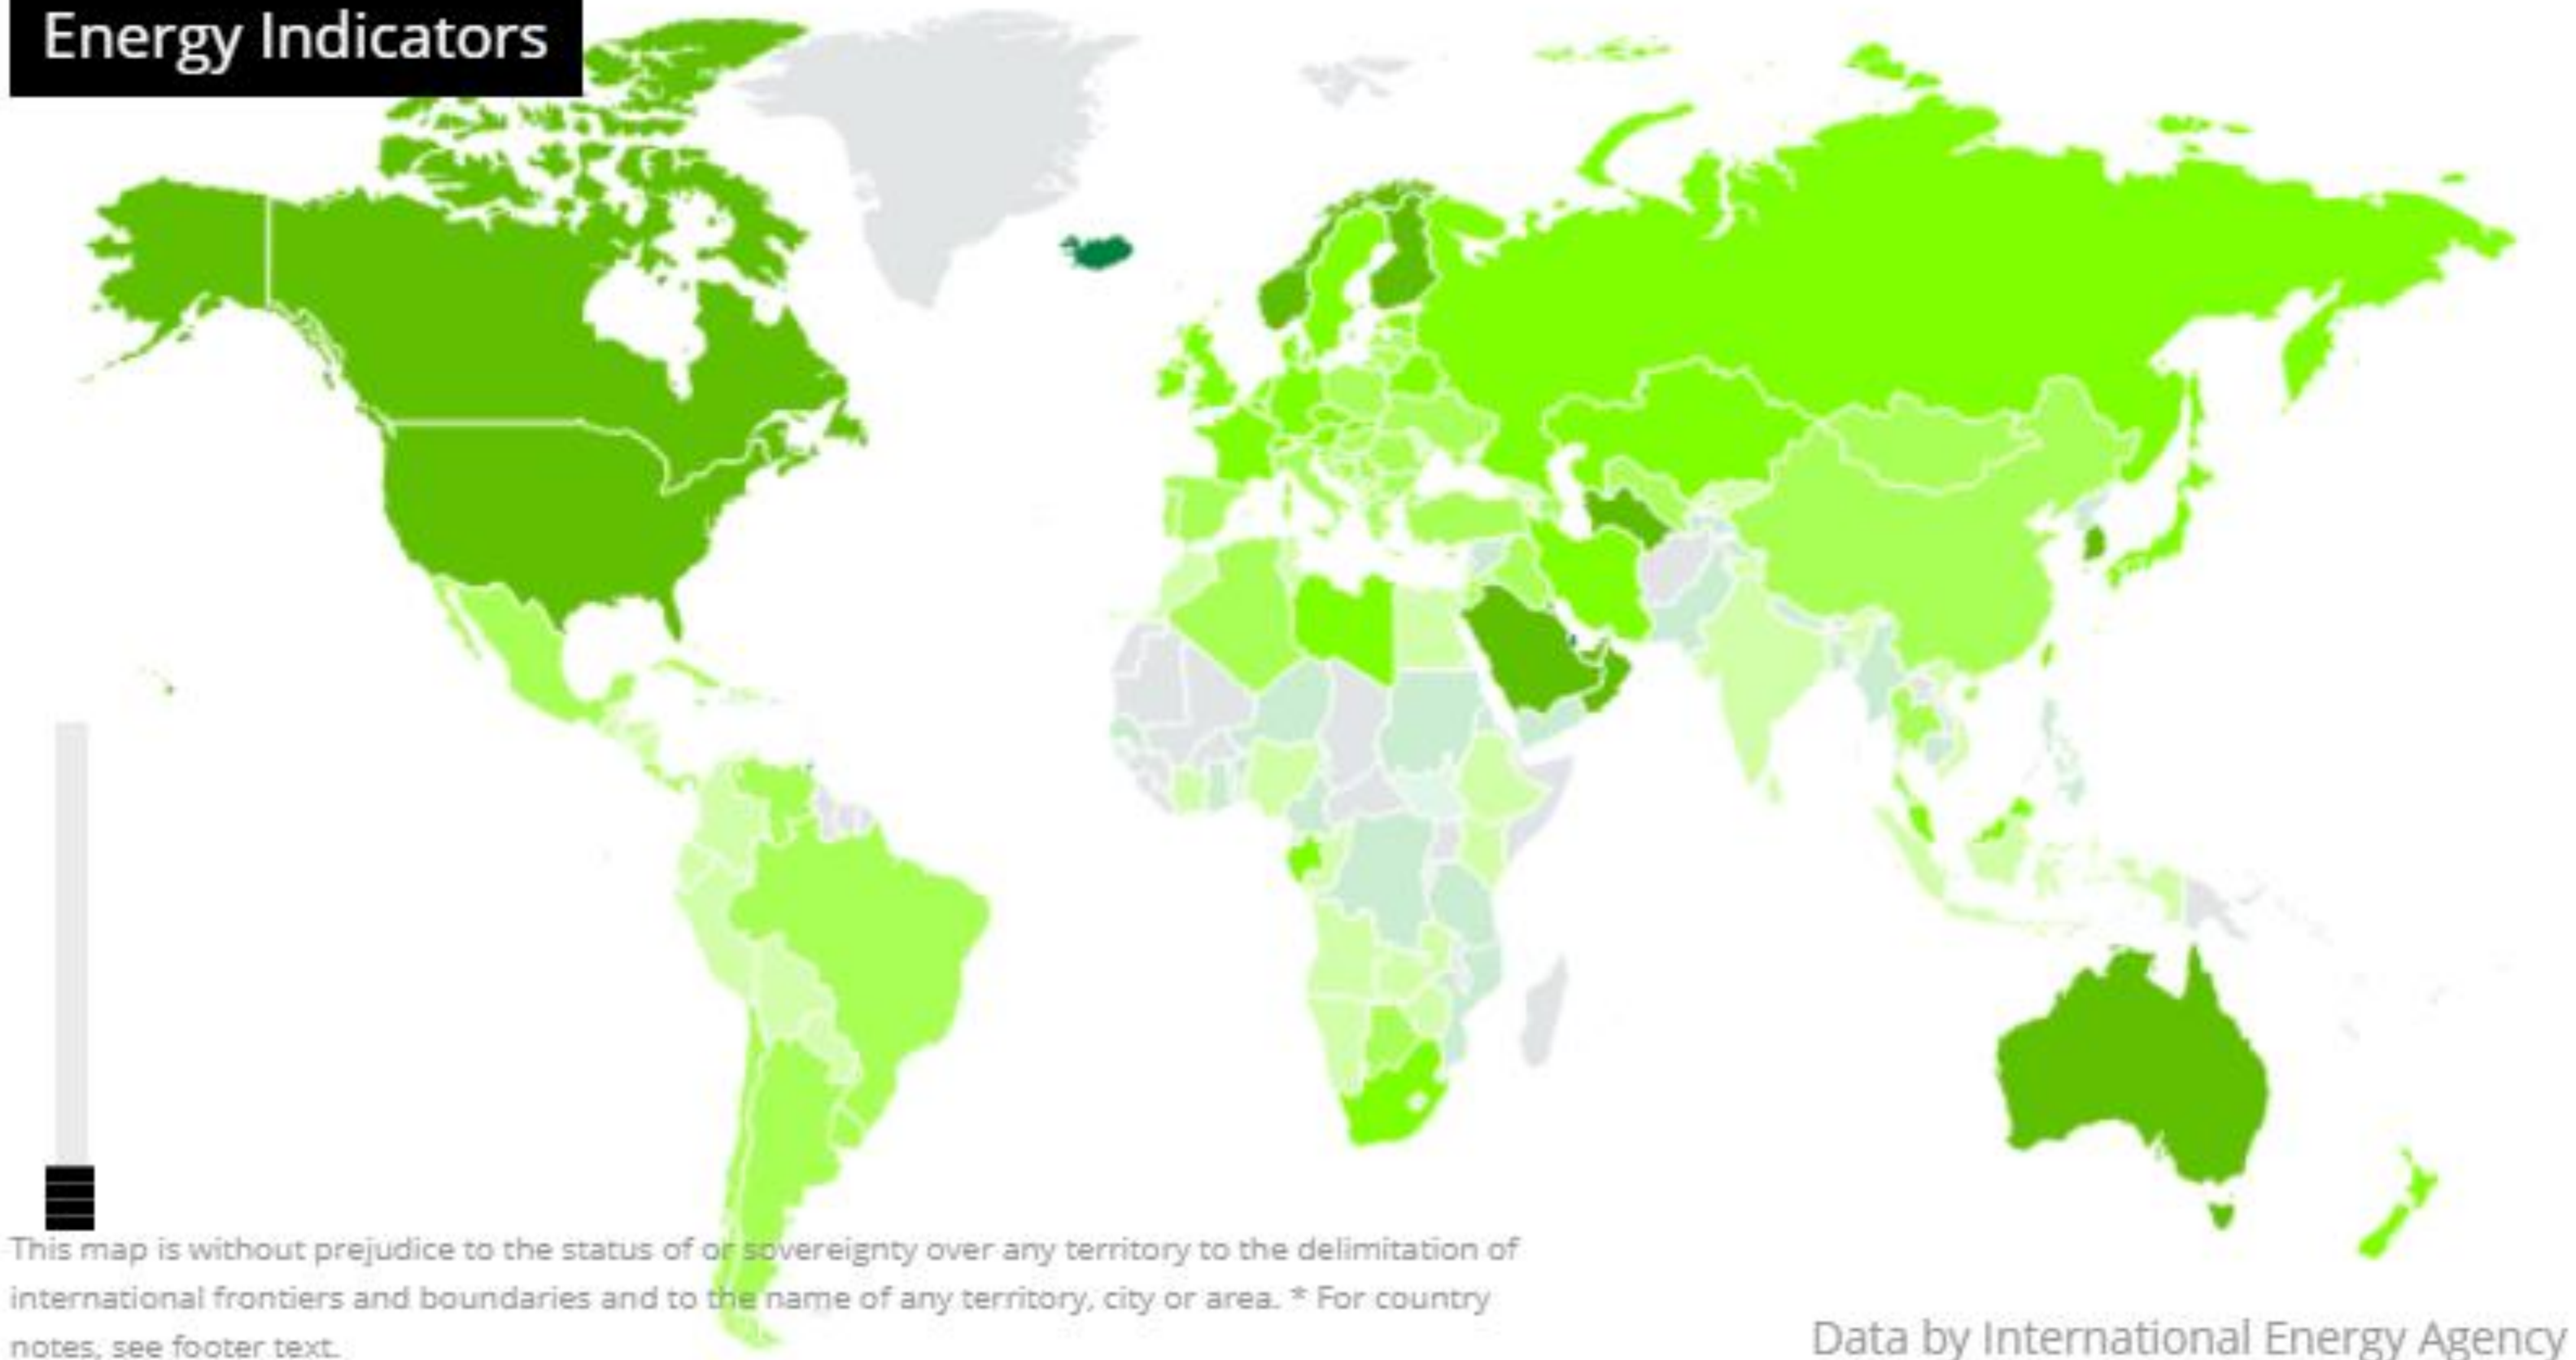 Energy Indicators
This map is without prejudice to the status of or sovereignty over any territory to the delimitation of
international frontiers and boundaries and to the name of any territory, city or area. * For country
notes, see footer text.
Data by International Energy Agency